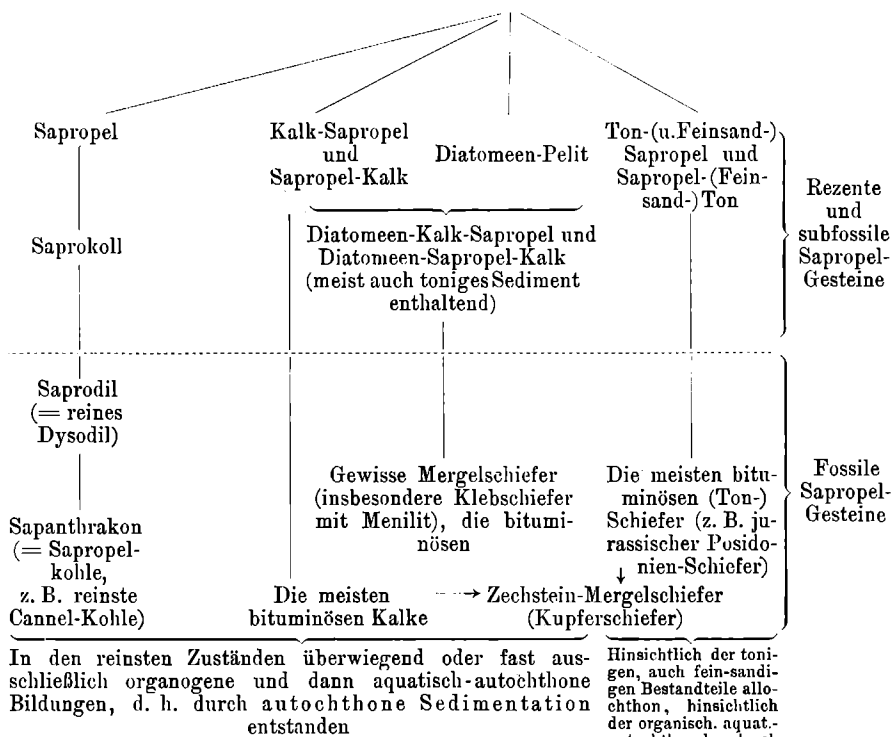 Sapropel
Kalk-Sapropel
und
Sapropel-Kalk
Diatomeen-Pelit
Ton-(u.Feinsand-)
Sapropel und
Sapropel-(Fein-
sand-)Ton
Rezente
und
subfossile
Sapropel-
Gesteine
Saprokoll
Diatomeen-Kalk-Sapropel und
Diatomeen-Sapropel-Kalk
(meist auch toniges Sediment
enthaltend)
Saprodil
(= reines
Dysodil)
Sapanthrakon
(= Sapropel-
kohle,
z. B. reinste
Cannel-Kohle)
Die meisten
bituminösen Kalke
Gewisse Mergelschiefer
(insbesondere Klebschiefer
mit Menilit), die bitumi-
nösen
Die meisten bitu-
minösen (Ton-)
Schiefer (z. B. ju-
rassischer Posido-
nien-Schiefer)
Zechstein-Mergelschiefer
(Kupferschiefer)
Fossile
Sapropel-
Gesteine
In den reinsten Zuständen überwiegend oder fast aus-
schließlich organogene und dann aquatisch-autochthone
Bildungen, d. h. durch autochthone Sedimentation
entstanden
Hinsichtlich der toni-
gen, auch fein-sandi-
gen Bestandteile allo-
chthon, hinsichtlich
der organisch. aquat.-